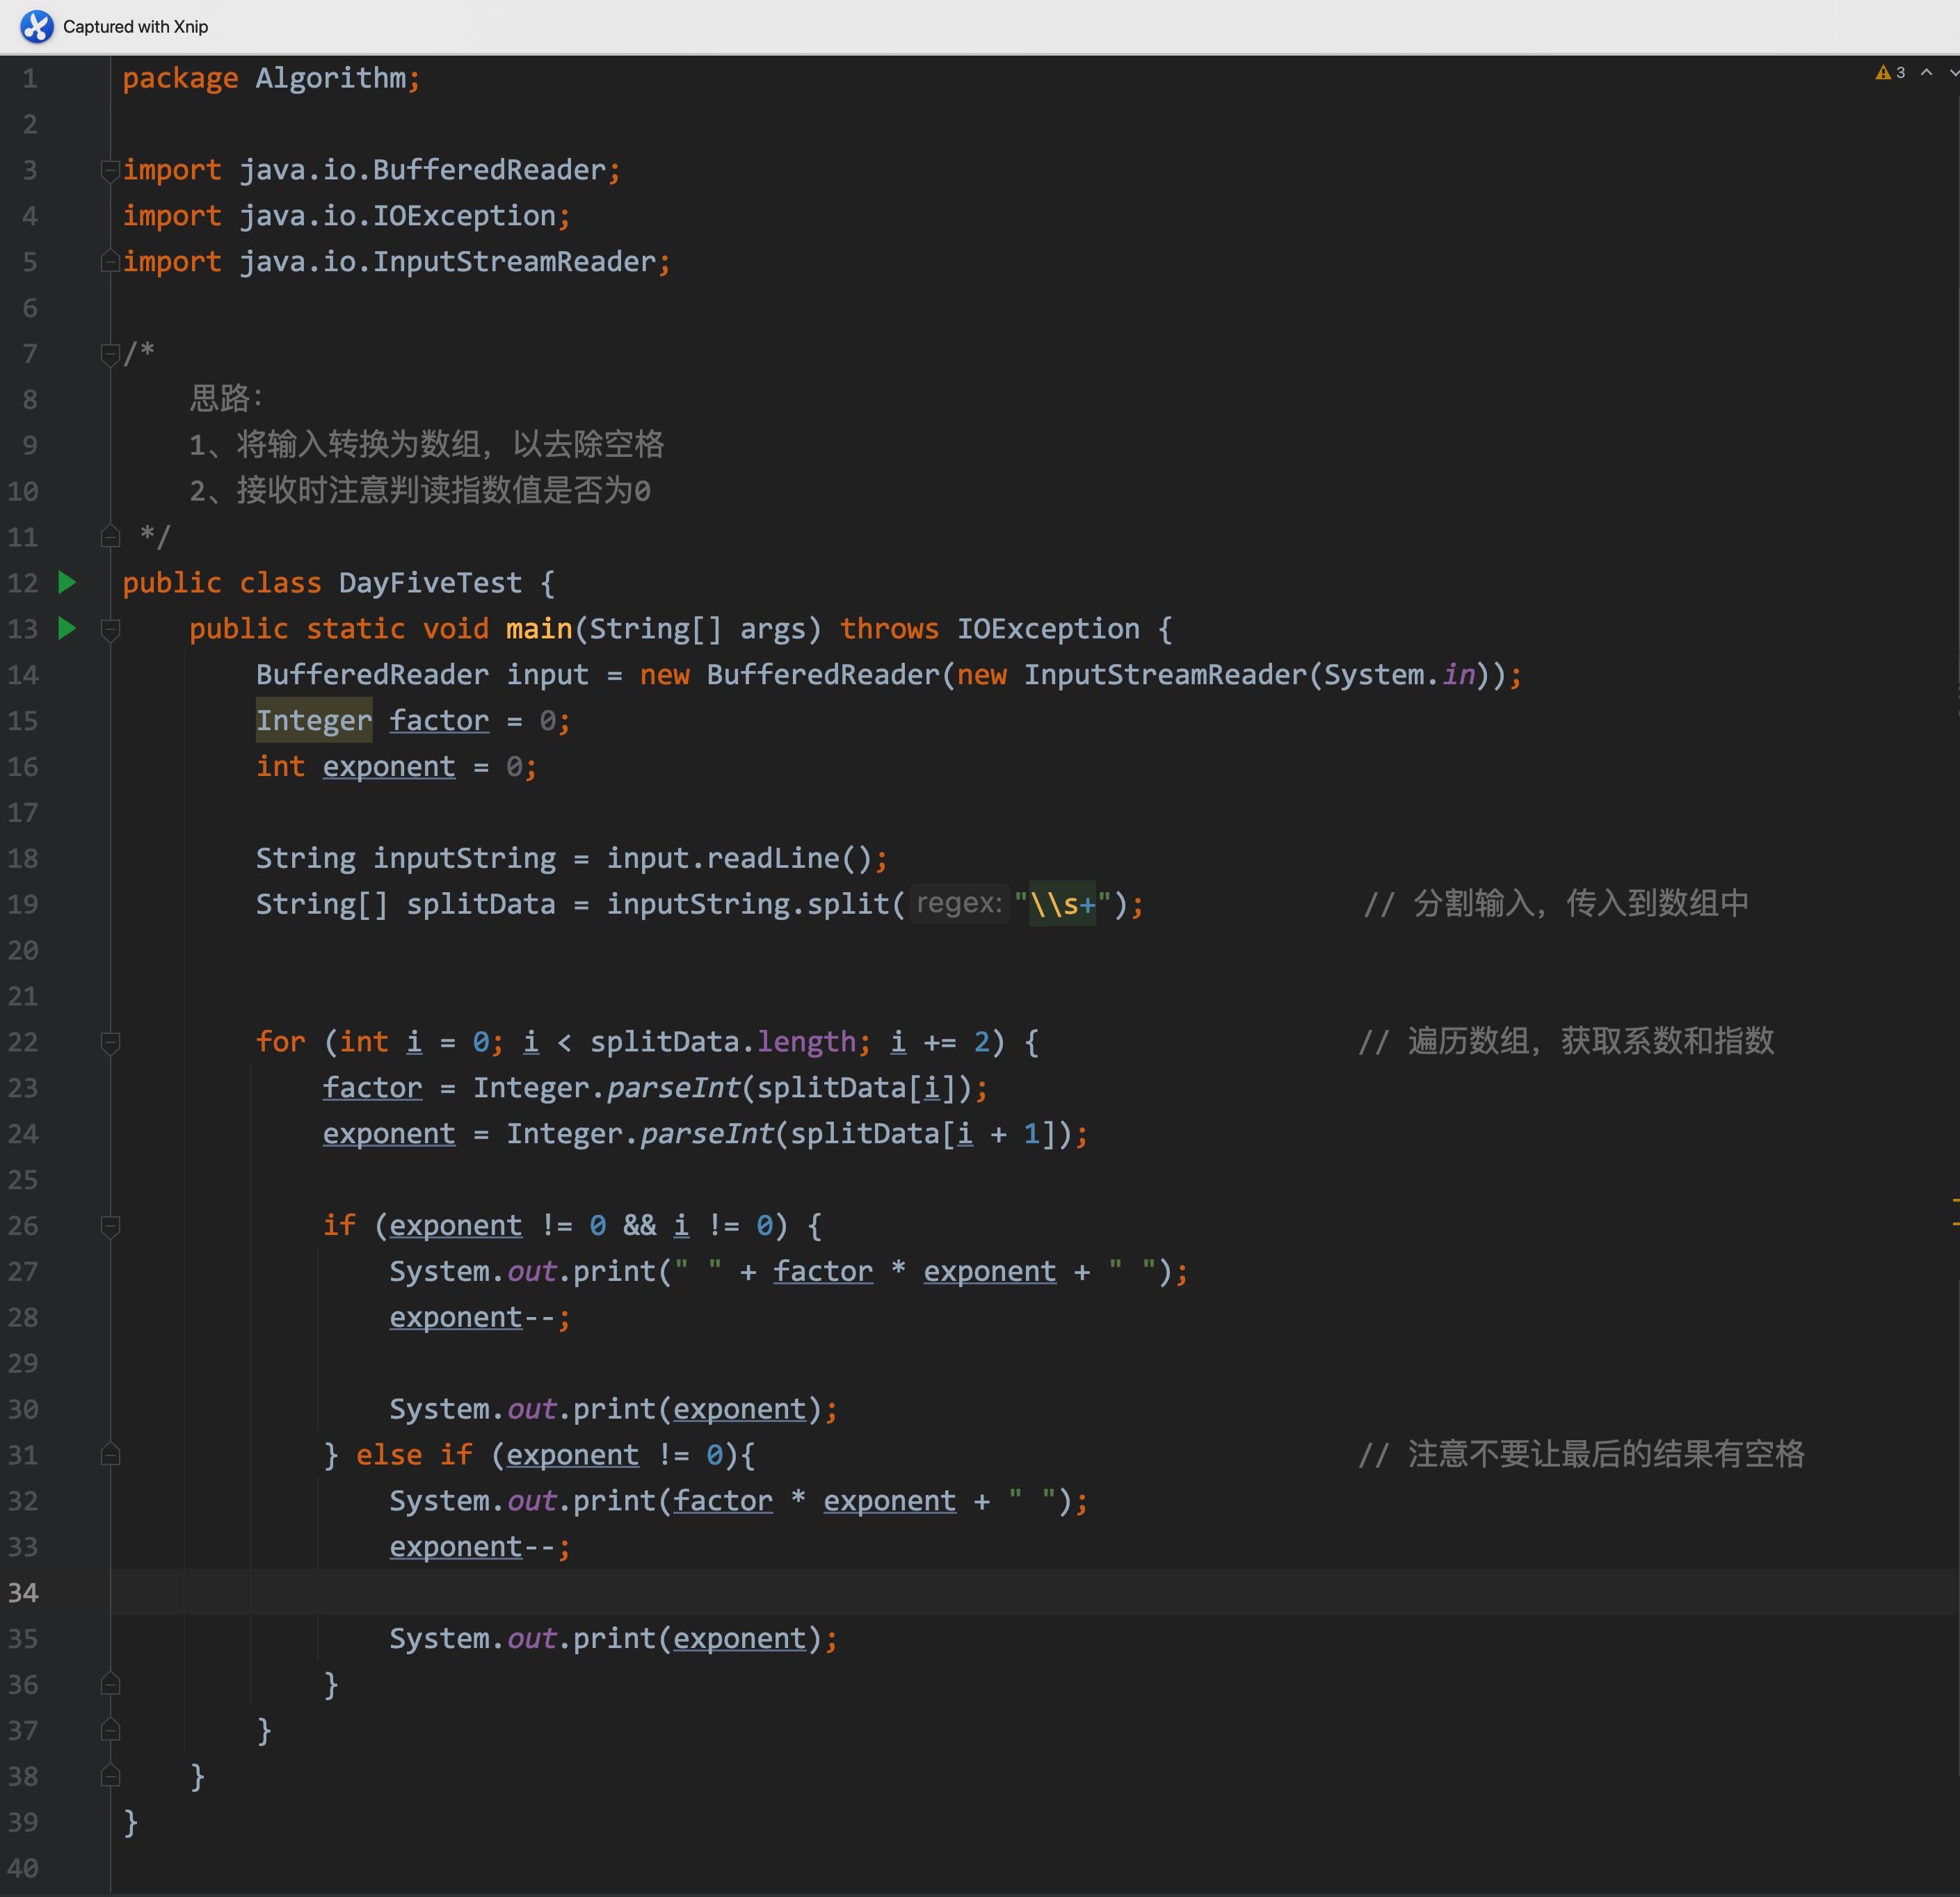 Captured with Xnip
3
1 package Algorithm;
2
3 import java.io.BufferedReader;
4 import java.io.IOException;
5 import java.io.InputStreamReader;
6
7 /*
8 思路:
9 1、将输入转换为数组，以去除空格
10 2、接收时注意判读指数值是否为0
11 */
12 public class DayFiveTest {
13 public static void main(String[] args) throws IOException {
14 BufferedReader input = new BufferedReader(new InputStreamReader(System.in));
15 Integer factor = 0;
16 int exponent = 0;
17
18 String inputString = input.readLine();
19 String[] splitData = inputString.split( regex: "\\s+"); // 分割输入，传入到数组中
20
21
22 for (int i = 0; i < splitData.length; i += 2) { // 遍历数组，获取系数和指数
23 factor = Integer.parseInt(splitData[i]);
24 exponent = Integer.parseInt(splitData[i + 1]);
25
26 if (exponent != 0 && i != 0) {
27 System.out.print(" " + factor * exponent + " ");
28 exponent--;
29
30 System.out.print(exponent);
31 } else if (exponent != 0){ // 注意不要让最后的结果有空格
32 System.out.print(factor * exponent + " ");
33 exponent--;
34
35 System.out.print(exponent);
36 }
37 }
38 }
39 }
40